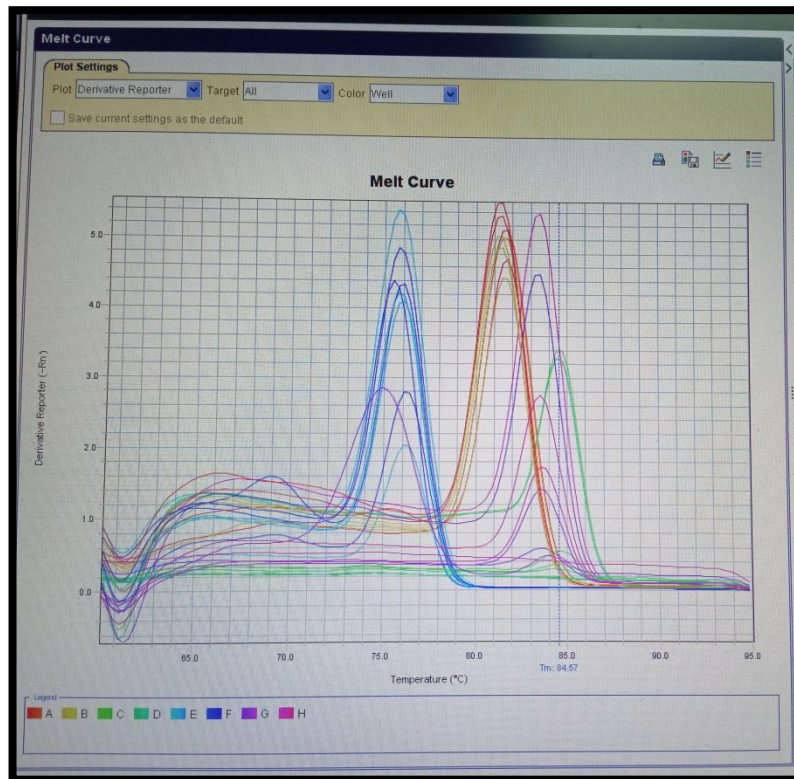 Melt Curve
Plot Settings
Plot Derivative Reporter Target All Color Well
Save current settings as the default
Melt Curve
5.0
4.0
3.0
2.0
1.0
0.0
Derivative Reporter (-Rn)
65.0 70.0 75.0 80.0 85.0 90.0 95.0
Tm: 84.57
Temperature (°C)
Legend
A B C D E F G H